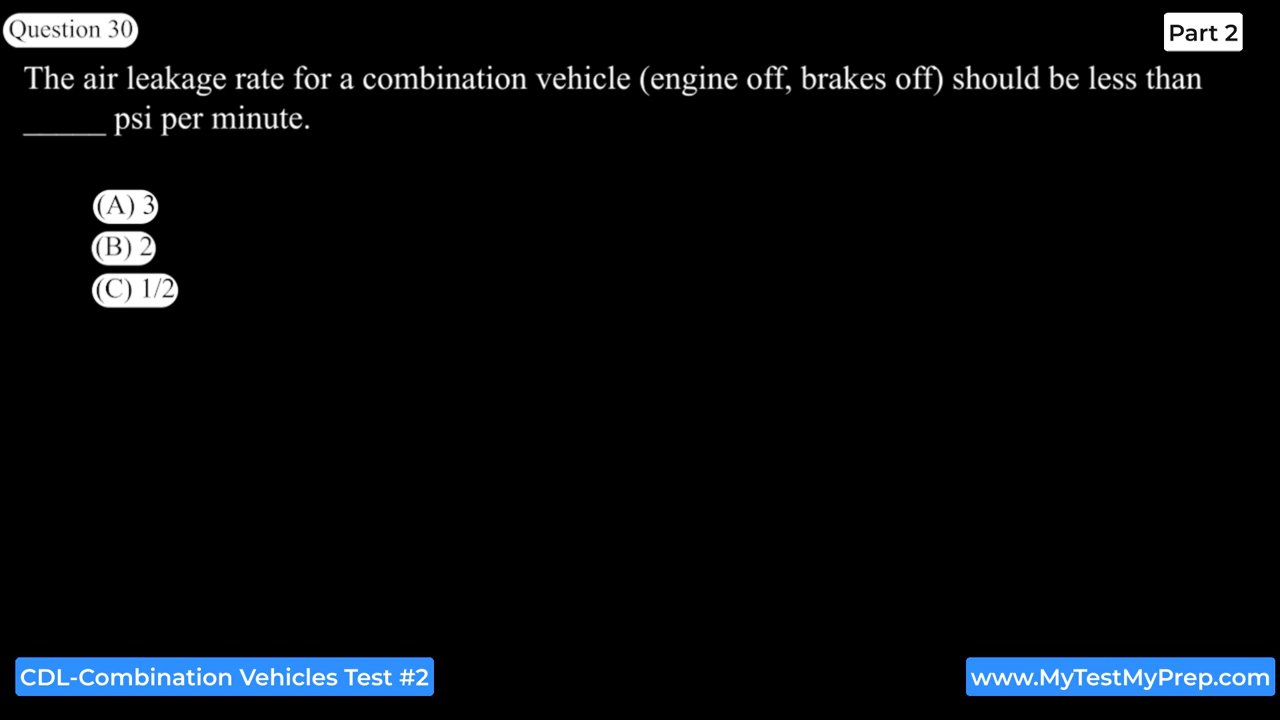 Question 30
Part 2
The air leakage rate for a combination vehicle (engine off, brakes off) should be less than
_____ psi per minute.
(A) 3
(B) 2
(C) 1/2
CDL-Combination Vehicles Test #2
www.MyTestMyPrep.com